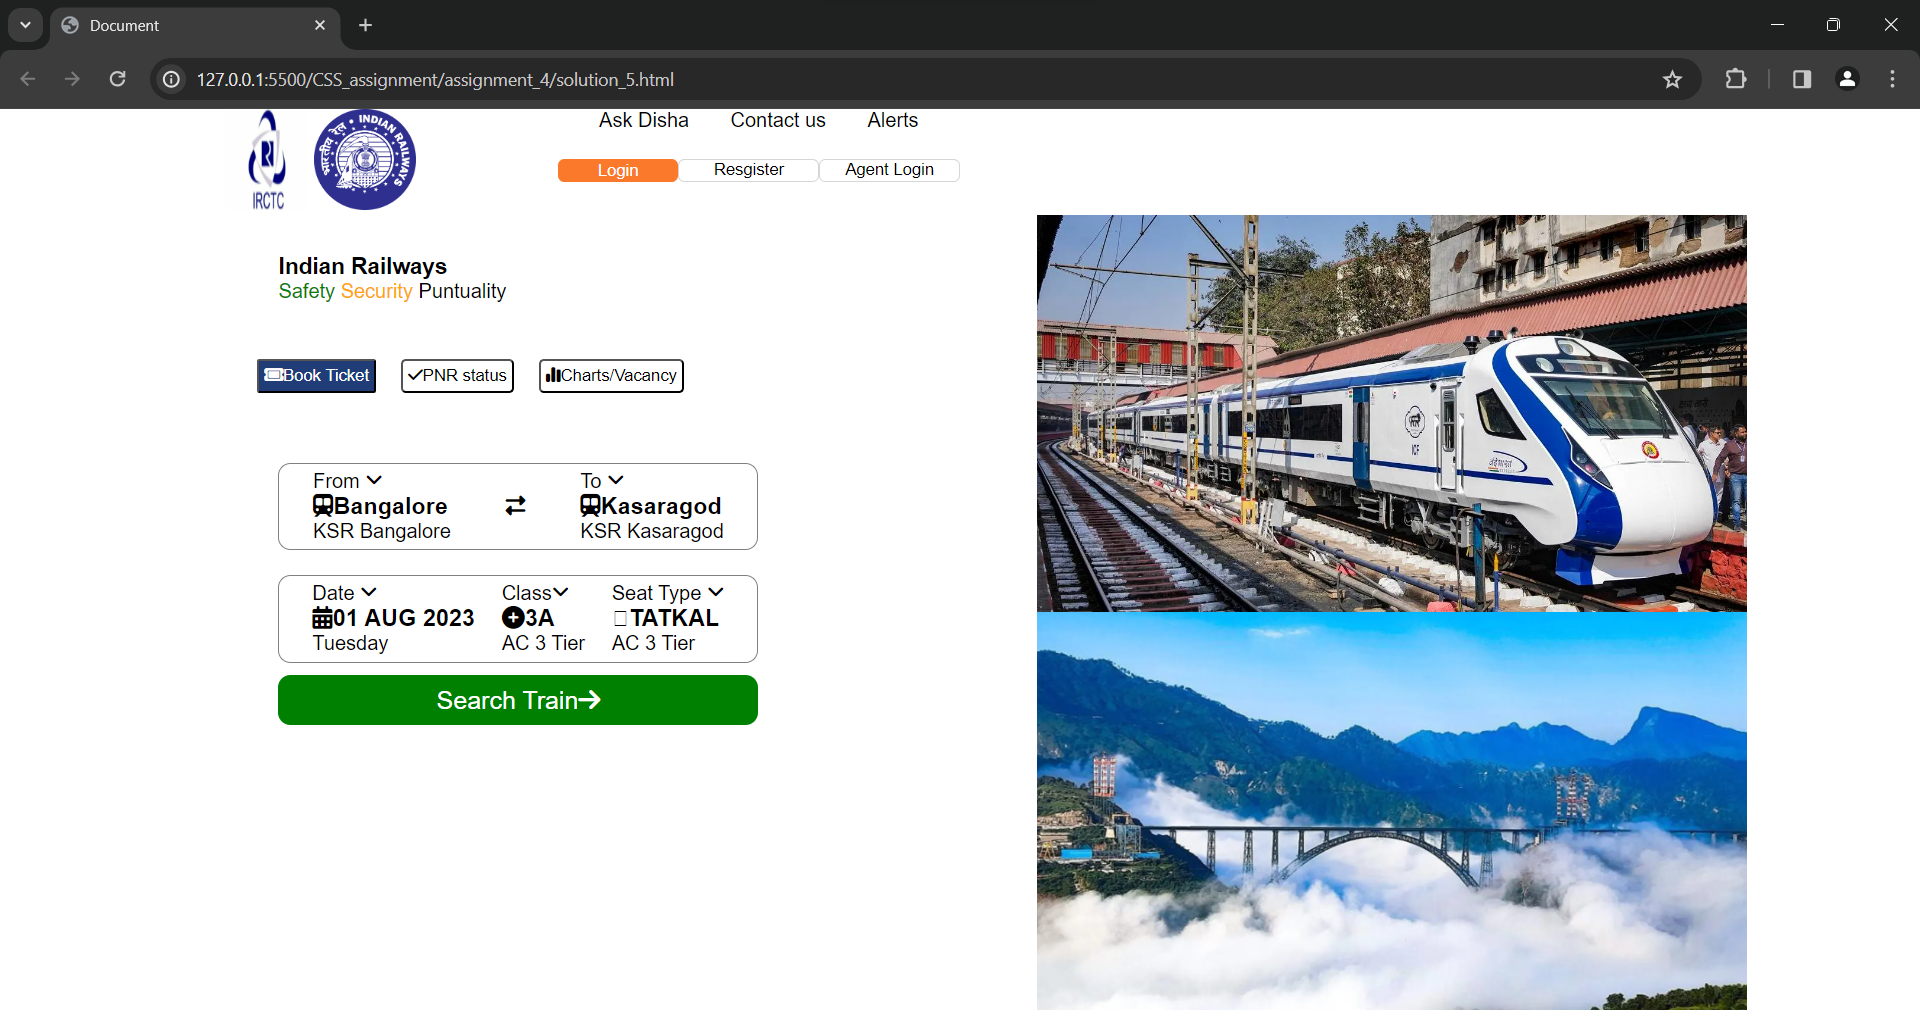 Document
127.0.0.1:5500/CSS_assignment/assignment_4/solution_5.html
IRCTC
भारतीय रेल • INDIAN RAILWAYS
Ask Disha Contact us Alerts
Login Resgister Agent Login
Indian Railways
Safety Security Puntuality
Book Ticket PNR status Charts/Vacancy
From To
Bangalore Kasaragod
KSR Bangalore KSR Kasaragod
Date Class Seat Type
01 AUG 2023 3A TATKAL
Tuesday AC 3 Tier AC 3 Tier
Search Train
ICF